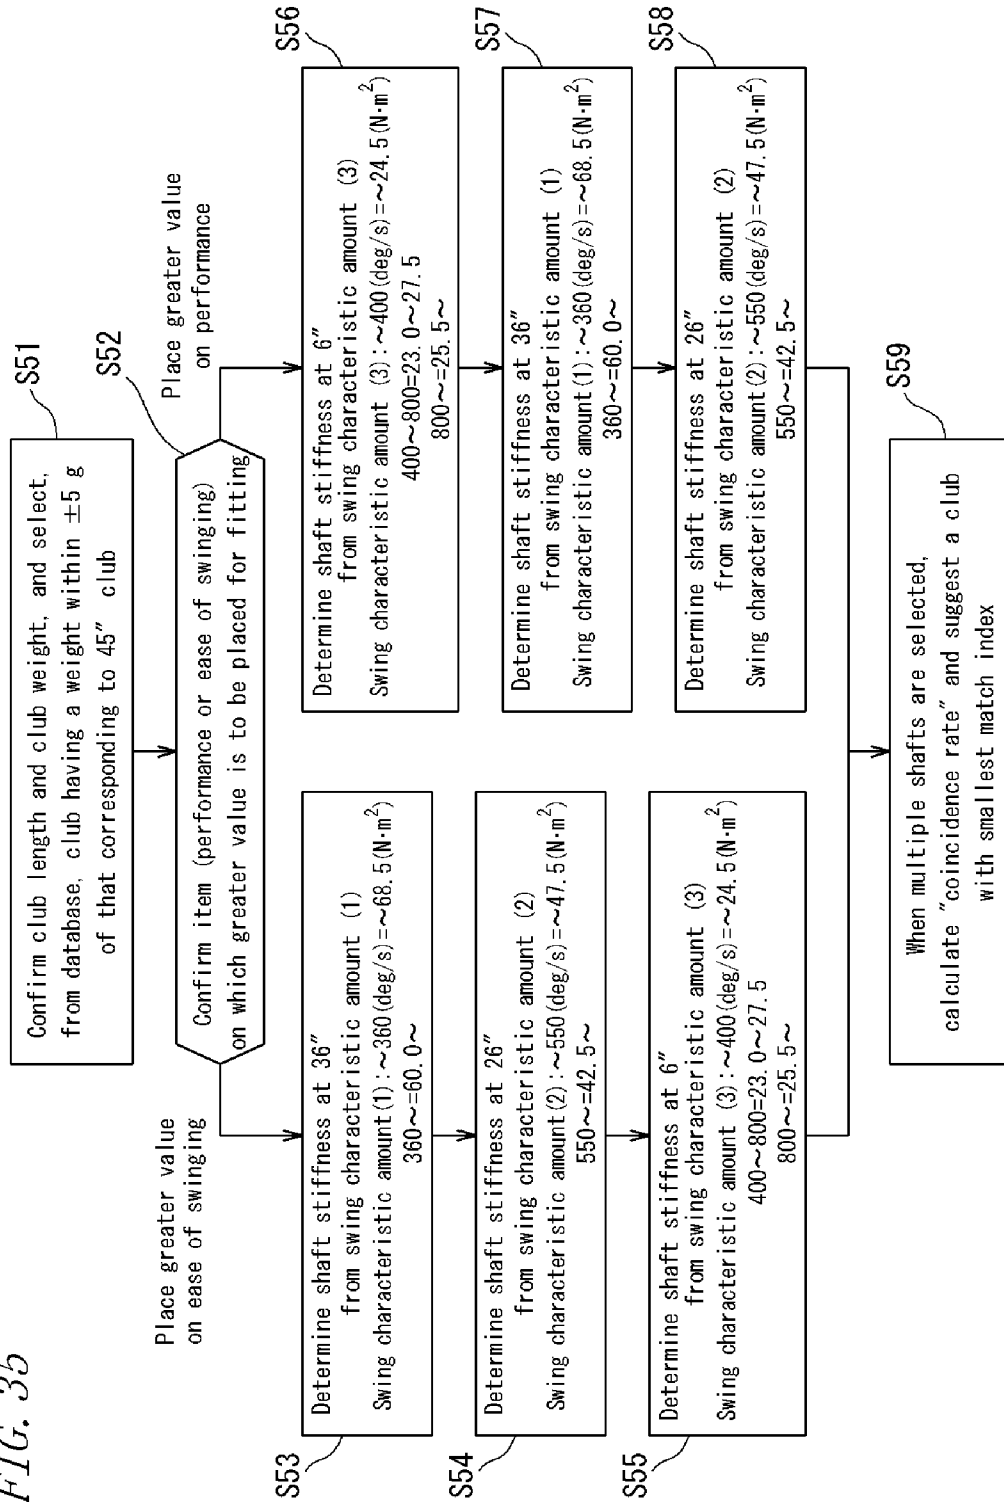 FIG. 35
Confirm club length and club weight, and select,
from database, club having a weight within ±5 g
of that corresponding to 45″ club
S51
Confirm item (performance or ease of swinging)
on which greater value is to be placed for fitting
S52
Place greater value
on ease of swinging
Place greater value
on performance
S53
Determine shaft stiffness at 36″
from swing characteristic amount (1)
Swing characteristic amount(1):~360(deg/s)=~68.5(N·m²)
360~=60.0~
S54
Determine shaft stiffness at 26″
from swing characteristic amount (2)
Swing characteristic amount(2):~550(deg/s)=~47.5(N·m²)
550~=42.5~
S55
Determine shaft stiffness at 6″
from swing characteristic amount (3)
Swing characteristic amount (3):~400(deg/s)=~24.5(N·m²)
400~800=23.0~27.5
800~=25.5~
S56
Determine shaft stiffness at 6″
from swing characteristic amount (3)
Swing characteristic amount (3):~400(deg/s)=~24.5(N·m²)
400~800=23.0~27.5
800~=25.5~
S57
Determine shaft stiffness at 36″
from swing characteristic amount (1)
Swing characteristic amount(1):~360(deg/s)=~68.5(N·m²)
360~=60.0~
S58
Determine shaft stiffness at 26″
from swing characteristic amount (2)
Swing characteristic amount(2):~550(deg/s)=~47.5(N·m²)
550~=42.5~
S59
When multiple shafts are selected,
calculate "coincidence rate" and suggest a club
with smallest match index